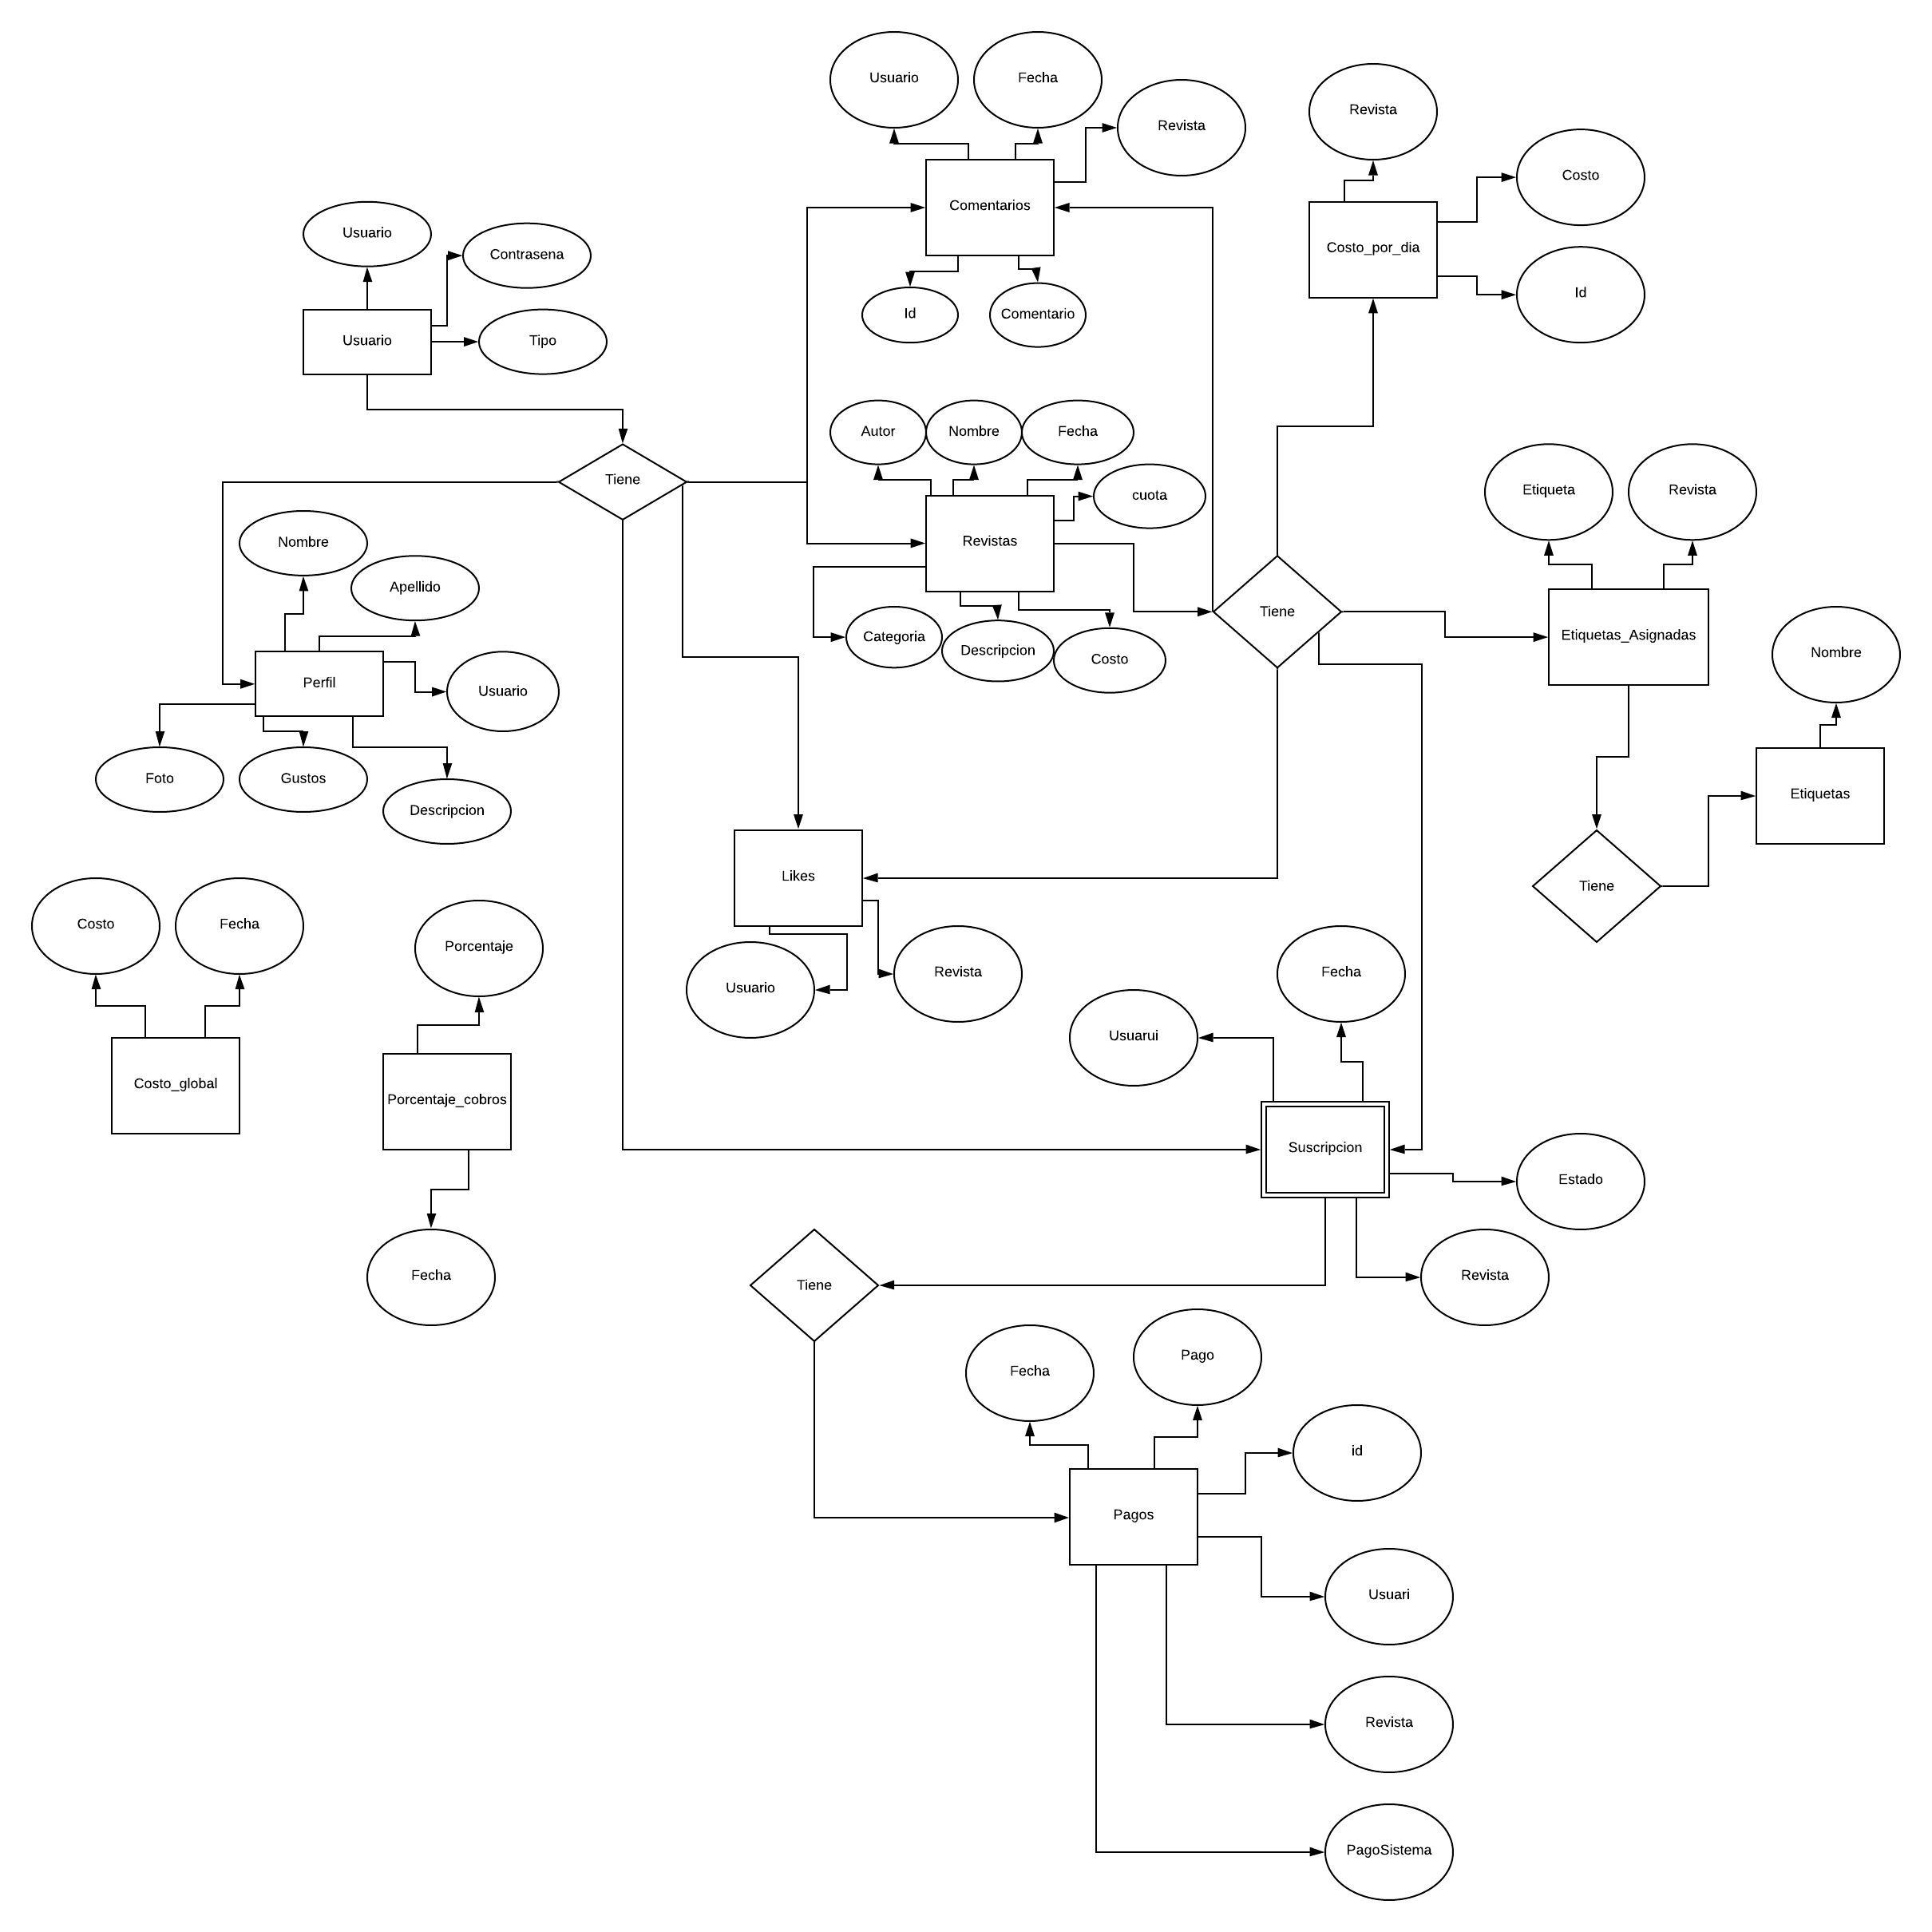 Usuario
Fecha
Revista
Comentarios
Id
Comentario
Revista
Costo
Costo_por_dia
Id
Usuario
Contrasena
Usuario
Tipo
Tiene
Autor
Nombre
Fecha
cuota
Revistas
Categoria
Descripcion
Costo
Tiene
Etiqueta
Revista
Etiquetas_Asignadas
Nombre
Etiquetas
Tiene
Nombre
Apellido
Perfil
Usuario
Foto
Gustos
Descripcion
Likes
Usuario
Revista
Costo
Fecha
Costo_global
Porcentaje
Porcentaje_cobros
Fecha
Usuarui
Fecha
Suscripcion
Estado
Revista
Tiene
Fecha
Pago
id
Pagos
Usuari
Revista
PagoSistema